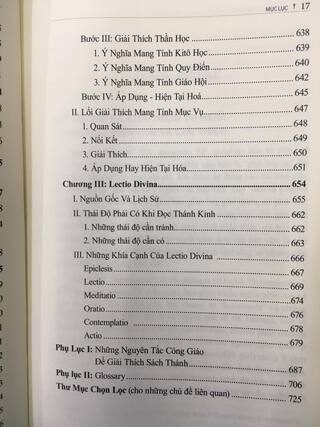 MỤC LỤC 17
Bước III: Giải Thích Thần Học 638
1. Ý Nghĩa Mang Tính Kitô Học 639
2. Ý Nghĩa Mang Tính Quy Điển 640
3. Ý Nghĩa Mang Tính Giáo Hội 642
Bước IV: Áp Dụng - Hiện Tại Hoá 645
II. Lối Giải Thích Mang Tính Mục Vụ 647
1. Quan Sát 648
2. Nối Kết 649
3. Giải Thích 650
4. Áp Dụng Hay Hiện Tại Hóa 651
Chương III: Lectio Divina 654
I. Nguồn Gốc Và Lịch Sử 655
II. Thái Độ Phải Có Khi Đọc Thánh Kinh 662
1. Những thái độ cần tránh 662
2. Những thái độ cần có 663
III. Những Khía Cạnh Của Lectio Divina 666
Epiclesis 667
Lectio 669
Meditatio 674
Oratio 676
Contemplatio 678
Actio 679
Phụ Lục I: Những Nguyên Tắc Công Giáo
Để Giải Thích Sách Thánh 687
Phụ lục II: Glossary 706
Thư Mục Chọn Lọc (cho những chủ đề liên quan) 725